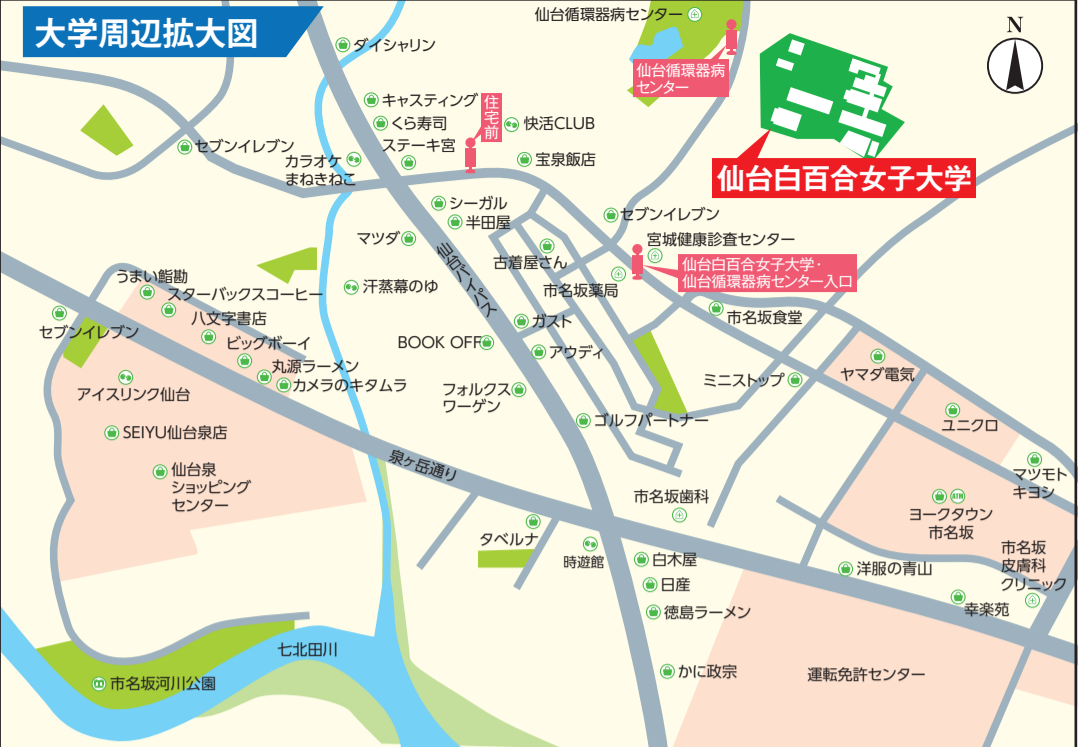 大学周辺拡大図
仙台循環器病センター
N
ダイシャリン
仙台循環器病
センター
キャスティング
住宅前
くら寿司
快活CLUB
ステーキ宮
セブンイレブン
カラオケ
まねきねこ
宝泉飯店
仙台白百合女子大学
シーガル
半田屋
セブンイレブン
マツダ
仙台バイパス
宮城健康診査センター
古着屋さん
仙台白百合女子大学・
仙台循環器病センター入口
うまい鮨勘
市名坂薬局
汗蒸幕のゆ
スターバックスコーヒー
八文字書店
セブンイレブン
ガスト
市名坂食堂
ビッグボーイ
BOOK OFF
アウディ
丸源ラーメン
カメラのキタムラ
ミニストップ
ヤマダ電気
アイスリンク仙台
フォルクス
ワーゲン
ゴルフパートナー
ユニクロ
SEIYU仙台泉店
泉ヶ岳通り
仙台泉
ショッピング
センター
マツモト
キヨシ
市名坂歯科
ATM
ヨークタウン
市名坂
タベルナ
時遊館
白木屋
市名坂
皮膚科
クリニック
洋服の青山
日産
徳島ラーメン
幸楽苑
七北田川
かに政宗
運転免許センター
市名坂河川公園